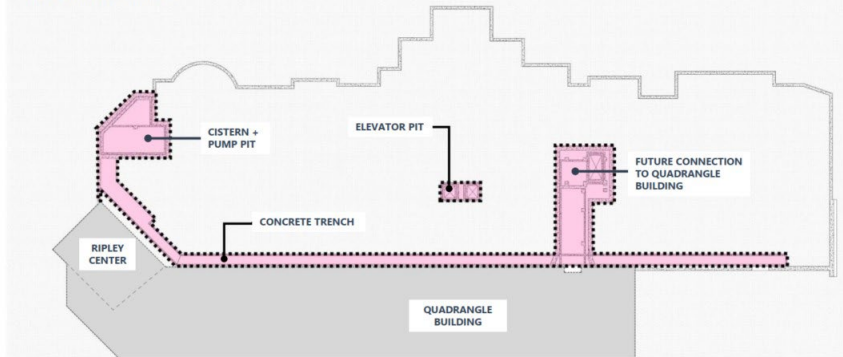 CISTERN +
PUMP PIT
ELEVATOR PIT
FUTURE CONNECTION
TO QUADRANGLE
BUILDING
CONCRETE TRENCH
RIPLEY
CENTER
QUADRANGLE
BUILDING